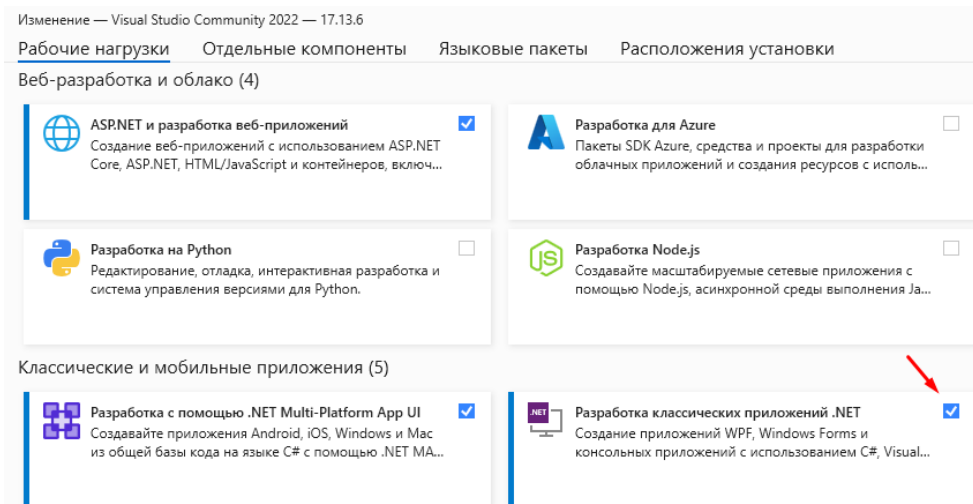 Изменение — Visual Studio Community 2022 — 17.13.6
Рабочие нагрузки Отдельные компоненты Языковые пакеты Расположения установки
Веб-разработка и облако (4)
ASP.NET и разработка веб-приложений
Создание веб-приложений с использованием ASP.NET
Core, ASP.NET, HTML/JavaScript и контейнеров, включ...
Разработка для Azure
Пакеты SDK Azure, средства и проекты для разработки
облачных приложений и создания ресурсов с исполь...
Разработка на Python
Редактирование, отладка, интерактивная разработка и
система управления версиями для Python.
JS
Разработка Node.js
Создавайте масштабируемые сетевые приложения с
помощью Node.js, асинхронной среды выполнения Ja...
Классические и мобильные приложения (5)
Разработка с помощью .NET Multi-Platform App UI
Создавайте приложения Android, iOS, Windows и Mac
из общей базы кода на языке C# с помощью .NET MA...
.NET
Разработка классических приложений .NET
Создание приложений WPF, Windows Forms и
консольных приложений с использованием C#, Visual...